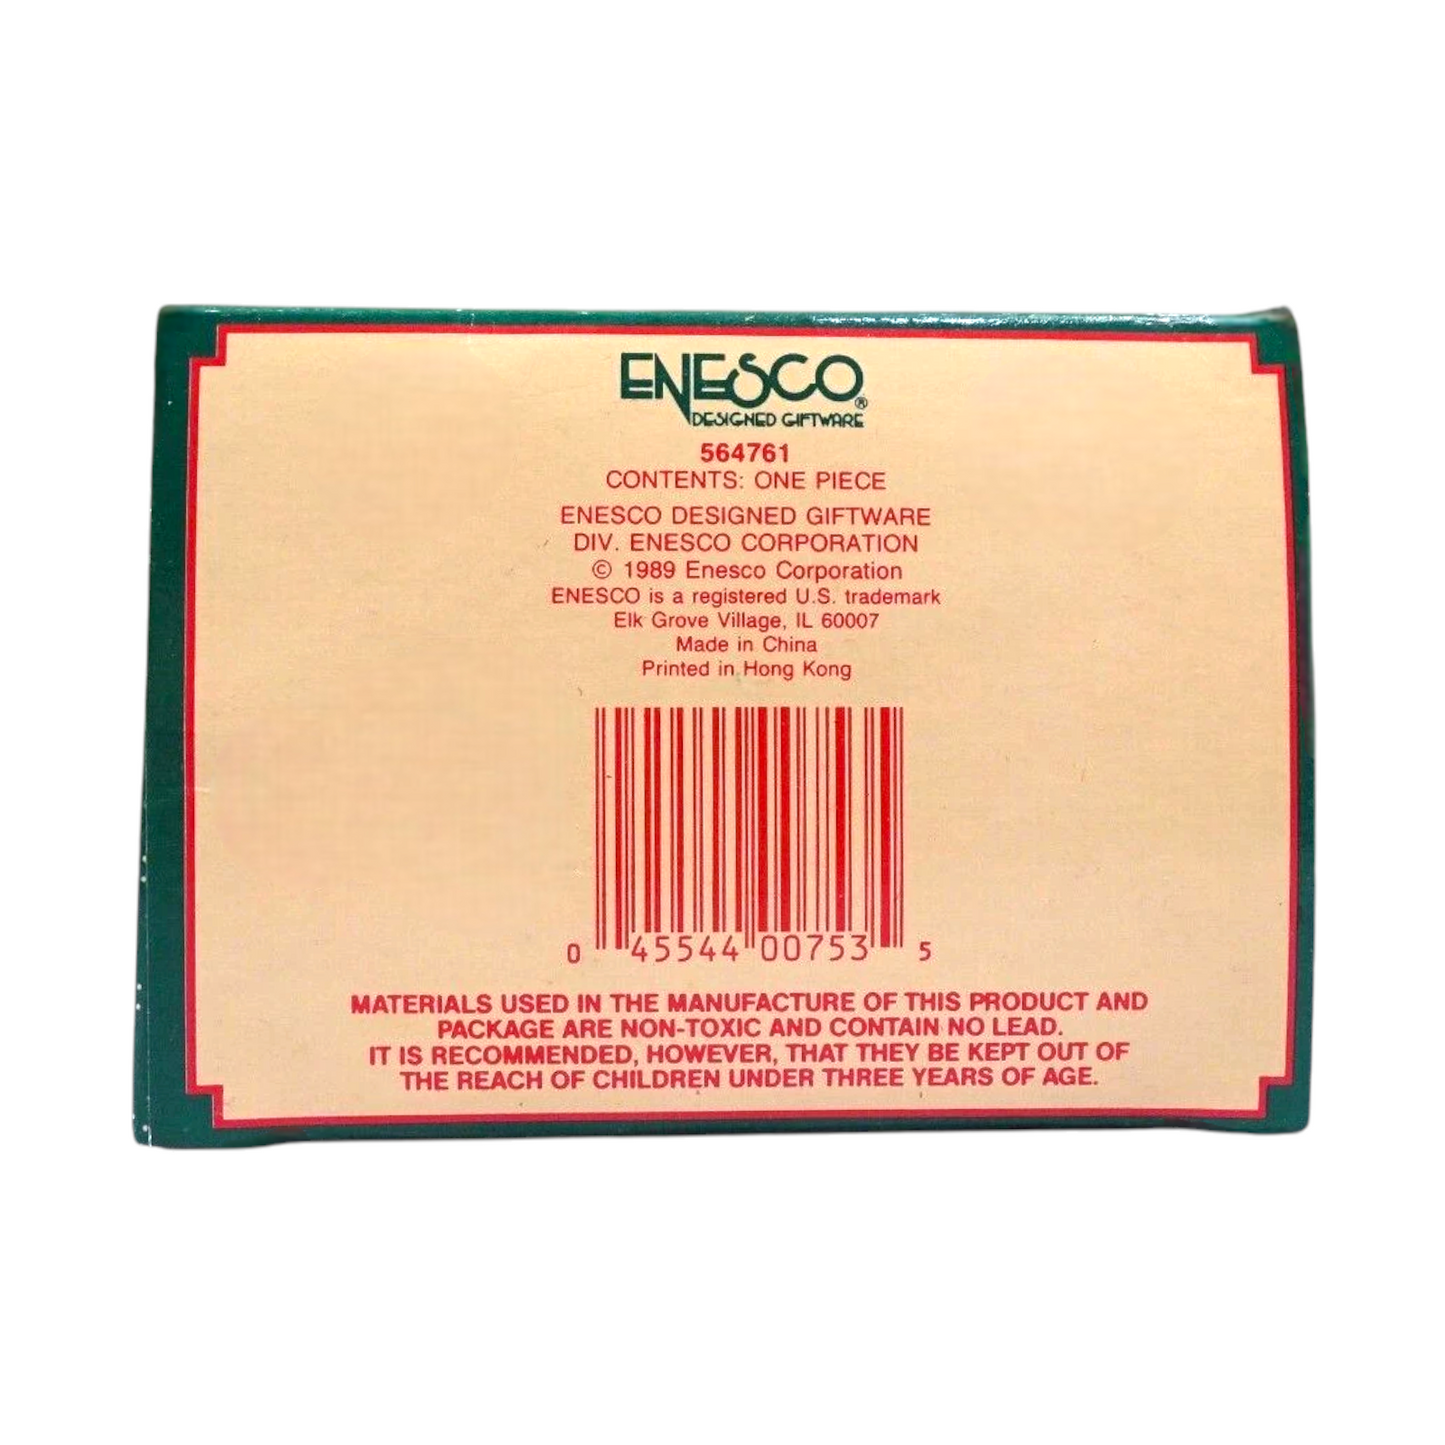 ENESCO®
DESIGNED GIFTWARE
564761
CONTENTS: ONE PIECE
ENESCO DESIGNED GIFTWARE
DIV. ENESCO CORPORATION
© 1989 Enesco Corporation
ENESCO is a registered U.S. trademark
Elk Grove Village, IL 60007
Made in China
Printed in Hong Kong
0 45544 00753 5
MATERIALS USED IN THE MANUFACTURE OF THIS PRODUCT AND
PACKAGE ARE NON-TOXIC AND CONTAIN NO LEAD.
IT IS RECOMMENDED, HOWEVER, THAT THEY BE KEPT OUT OF
THE REACH OF CHILDREN UNDER THREE YEARS OF AGE.